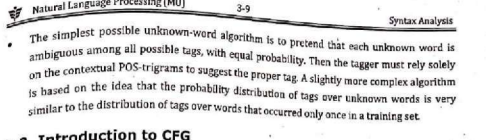 Natural Language Processing (MU)
3-9
Syntax Analysis
• The simplest possible unknown-word algorithm is to pretend that each unknown word is
ambiguous among all possible tags, with equal probability. Then the tagger must rely solely
on the contextual POS-trigrams to suggest the proper tag. A slightly more complex algorithm
is based on the idea that the probability distribution of tags over unknown words is very
similar to the distribution of tags over words that occurred only once in a training set.
Introduction to CFG